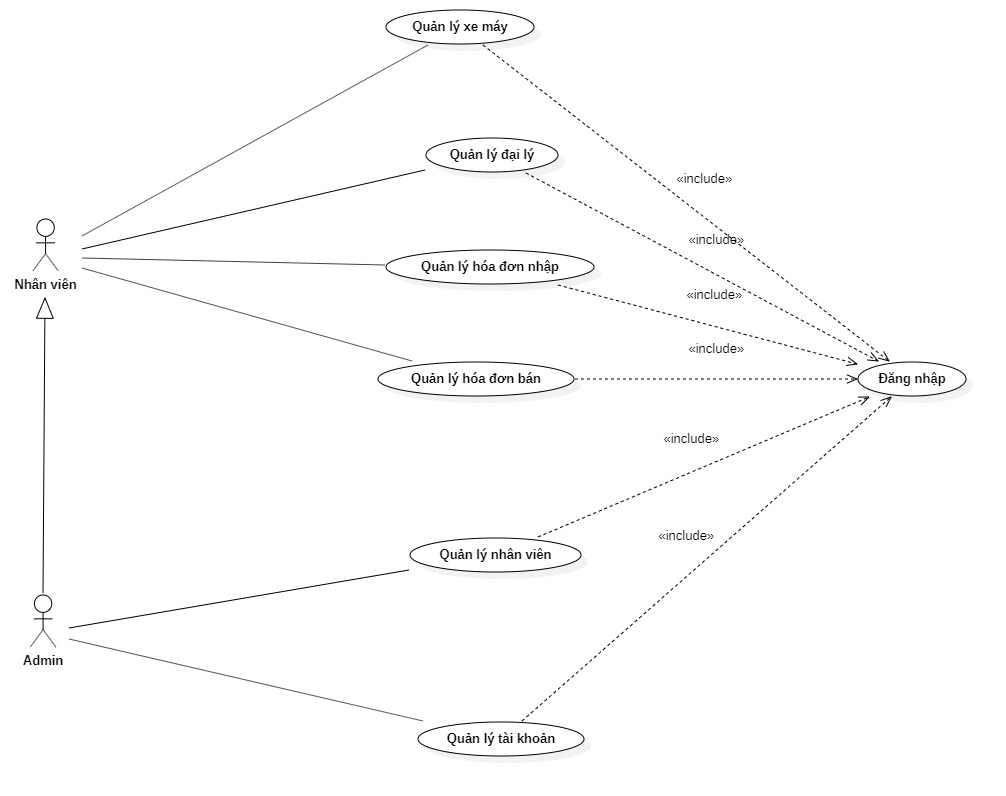 Quản lý xe máy
Quản lý đại lý
«include»
«include»
Nhân viên
Quản lý hóa đơn nhập
«include»
«include»
Quản lý hóa đơn bán
Đăng nhập
«include»
«include»
Quản lý nhân viên
Admin
Quản lý tài khoản